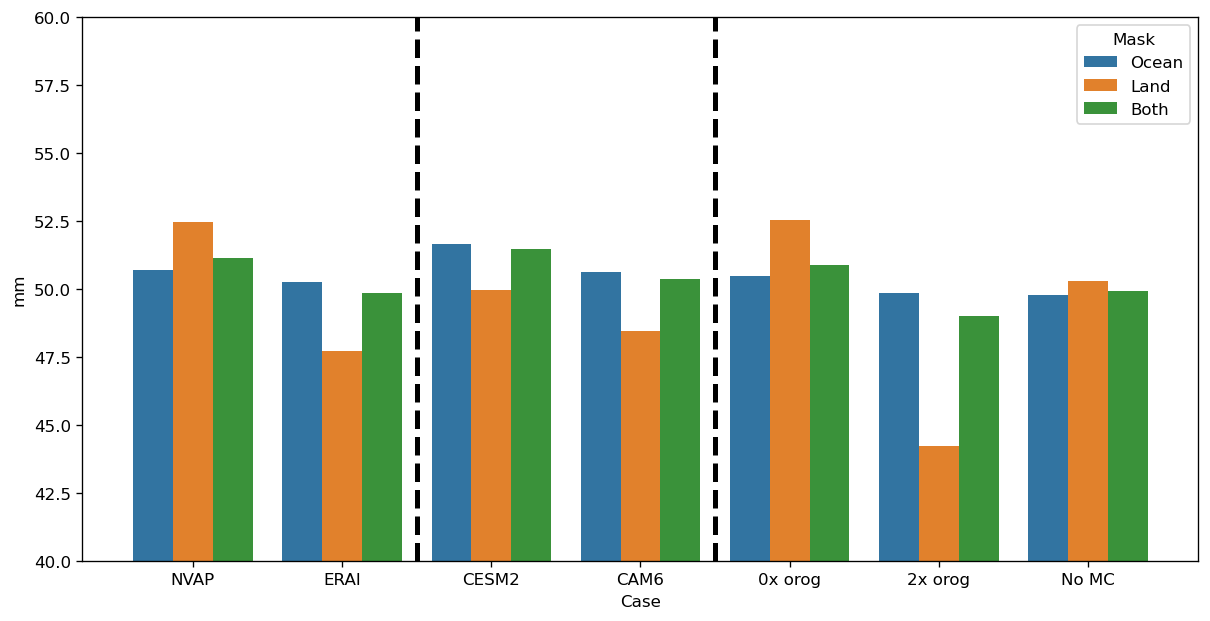 60.0
57.5
55.0
52.5
50.0
47.5
45.0
42.5
40.0
mm
Mask
Ocean
Land
Both
NVAP ERAI CESM2 CAM6 0x orog 2x orog No MC
Case